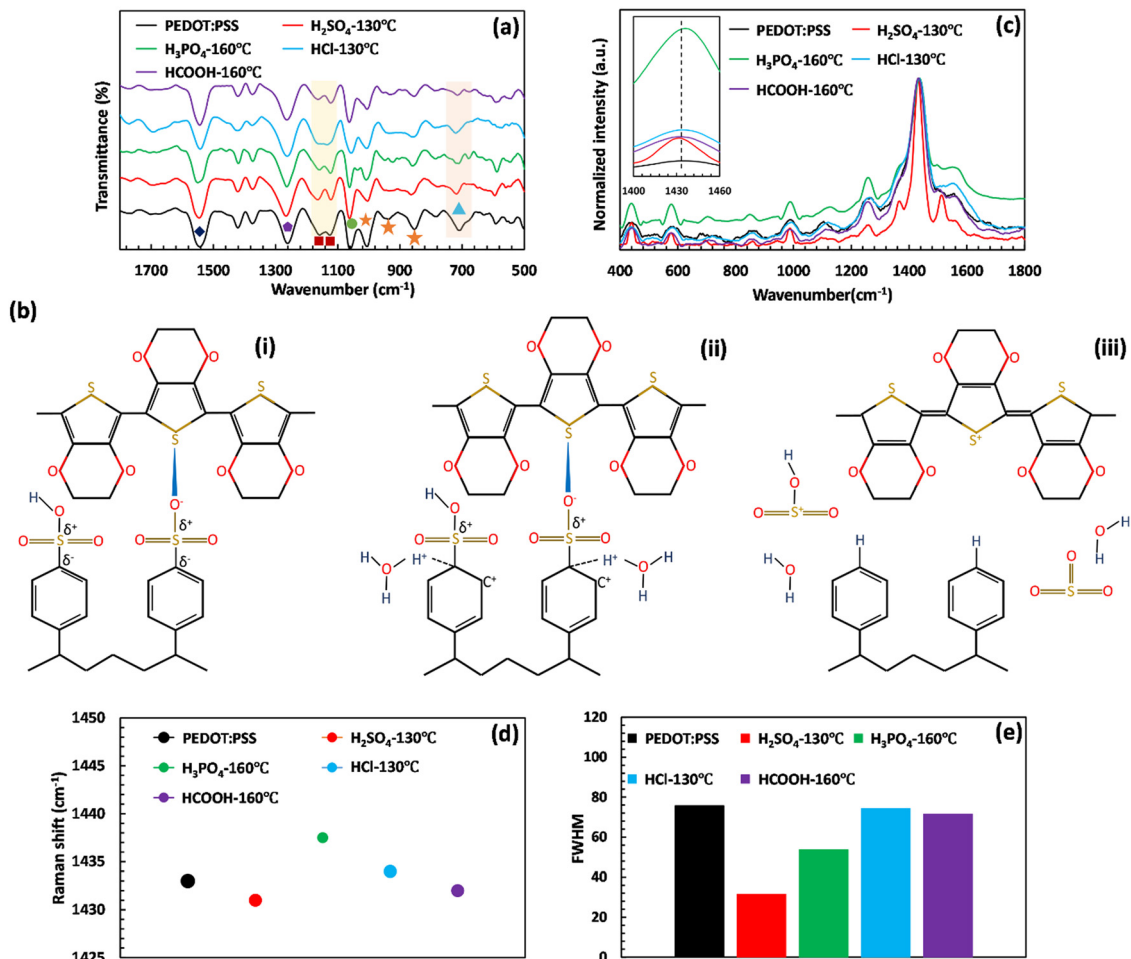 (a)
PEDOT:PSS
H₂SO₄-130℃
H₃PO₄-160℃
HCl-130℃
HCOOH-160℃
Transmittance (%)
1700 1500 1300 1100 900 700 500
Wavenumber (cm⁻¹)
(c)
PEDOT:PSS
H₂SO₄-130℃
H₃PO₄-160℃
HCl-130℃
HCOOH-160℃
1400 1430 1460
Normalized intensity (a.u.)
400 600 800 1000 1200 1400 1600 1800
Wavenumber(cm⁻¹)
(b)
(i)
O O
S S
S
O O O O
H O O⁻
δ⁺ δ⁺
O S O O S O
δ⁻ δ⁻
(ii)
O O
S S
S
O O O O
H O O⁻
δ⁺ δ⁺
O S O O S O
H H⁺ H⁺ H
O C⁺ C⁺ O
H H
(iii)
O O
S S
S⁺
O O O O
H
O
O S⁺ O
H H H O
O H
H O
O S O
(d)
PEDOT:PSS
H₂SO₄-130℃
H₃PO₄-160℃
HCl-130℃
HCOOH-160℃
Raman shift (cm⁻¹)
1450
1445
1440
1435
1430
1425
(e)
PEDOT:PSS
H₂SO₄-130℃
H₃PO₄-160℃
HCl-130℃
HCOOH-160℃
FWHM
120
100
80
60
40
20
0